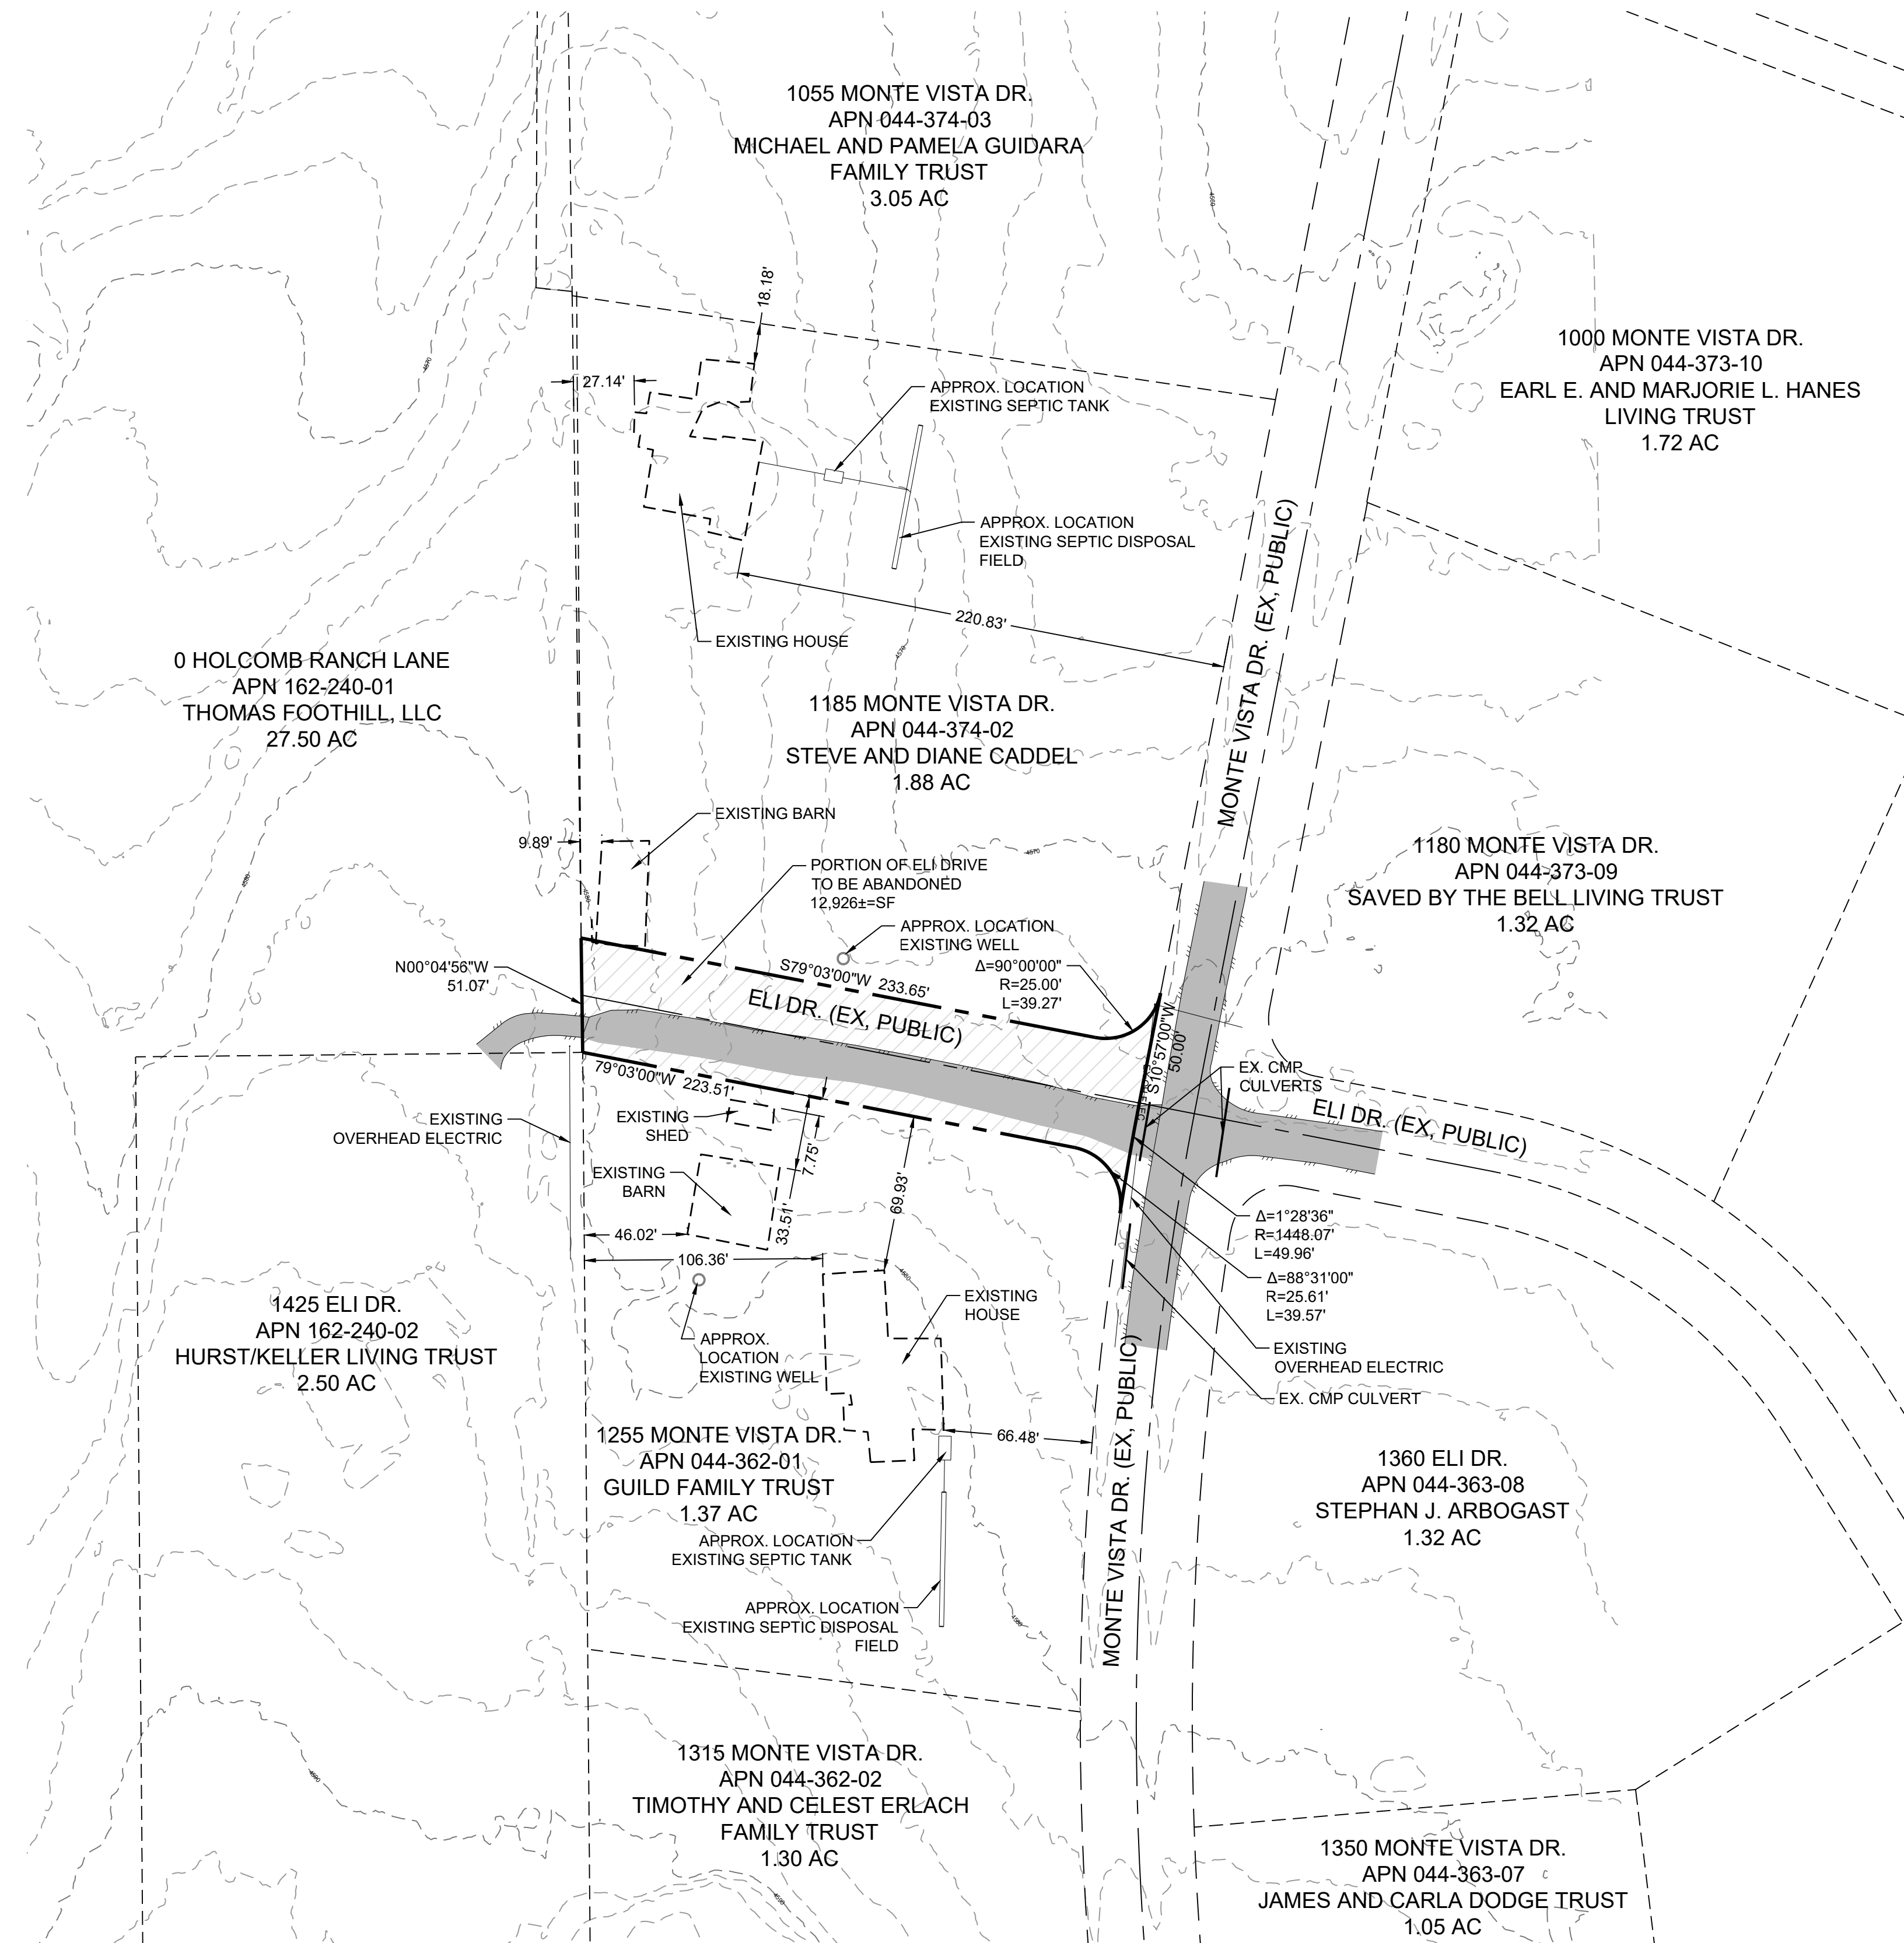 1055 MONTE VISTA DR.
APN 044-374-03
MICHAEL AND PAMELA GUIDARA
FAMILY TRUST
3.05 AC
4560
18.18'
4570
27.14'
APPROX. LOCATION
EXISTING SEPTIC TANK
1000 MONTE VISTA DR.
APN 044-373-10
EARL E. AND MARJORIE L. HANES
LIVING TRUST
1.72 AC
APPROX. LOCATION
EXISTING SEPTIC DISPOSAL
FIELD
220.83'
EXISTING HOUSE
4570
MONTE VISTA DR. (EX, PUBLIC)
0 HOLCOMB RANCH LANE
APN 162-240-01
THOMAS FOOTHILL, LLC
27.50 AC
1185 MONTE VISTA DR.
APN 044-374-02
STEVE AND DIANE CADDEL
1.88 AC
EXISTING BARN
9.89'
4570
PORTION OF ELI DRIVE
TO BE ABANDONED
12,926±=SF
1180 MONTE VISTA DR.
APN 044-373-09
SAVED BY THE BELL LIVING TRUST
1.32 AC
APPROX. LOCATION
EXISTING WELL
N00°04'56"W
51.07'
S79°03'00"W 233.65'
Δ=90°00'00"
R=25.00'
L=39.27'
ELI DR. (EX, PUBLIC)
S10°57'00"W
50.00'
79°03'00"W 223.51'
EX. CMP
CULVERTS
ELI DR. (EX, PUBLIC)
EXISTING
OVERHEAD ELECTRIC
EXISTING
SHED
7.75'
EXISTING
BARN
33.51'
69.93'
46.02'
106.36'
Δ=1°28'36"
R=1448.07'
L=49.96'
Δ=88°31'00"
R=25.61'
L=39.57'
EXISTING
HOUSE
1425 ELI DR.
APN 162-240-02
HURST/KELLER LIVING TRUST
2.50 AC
APPROX.
LOCATION
EXISTING WELL
EXISTING
OVERHEAD ELECTRIC
EX. CMP CULVERT
MONTE VISTA DR. (EX, PUBLIC)
66.48'
1255 MONTE VISTA DR.
APN 044-362-01
GUILD FAMILY TRUST
1.37 AC
1360 ELI DR.
APN 044-363-08
STEPHAN J. ARBOGAST
1.32 AC
APPROX. LOCATION
EXISTING SEPTIC TANK
APPROX. LOCATION
EXISTING SEPTIC DISPOSAL
FIELD
1315 MONTE VISTA DR.
APN 044-362-02
TIMOTHY AND CELEST ERLACH
FAMILY TRUST
1.30 AC
1350 MONTE VISTA DR.
APN 044-363-07
JAMES AND CARLA DODGE TRUST
1.05 AC